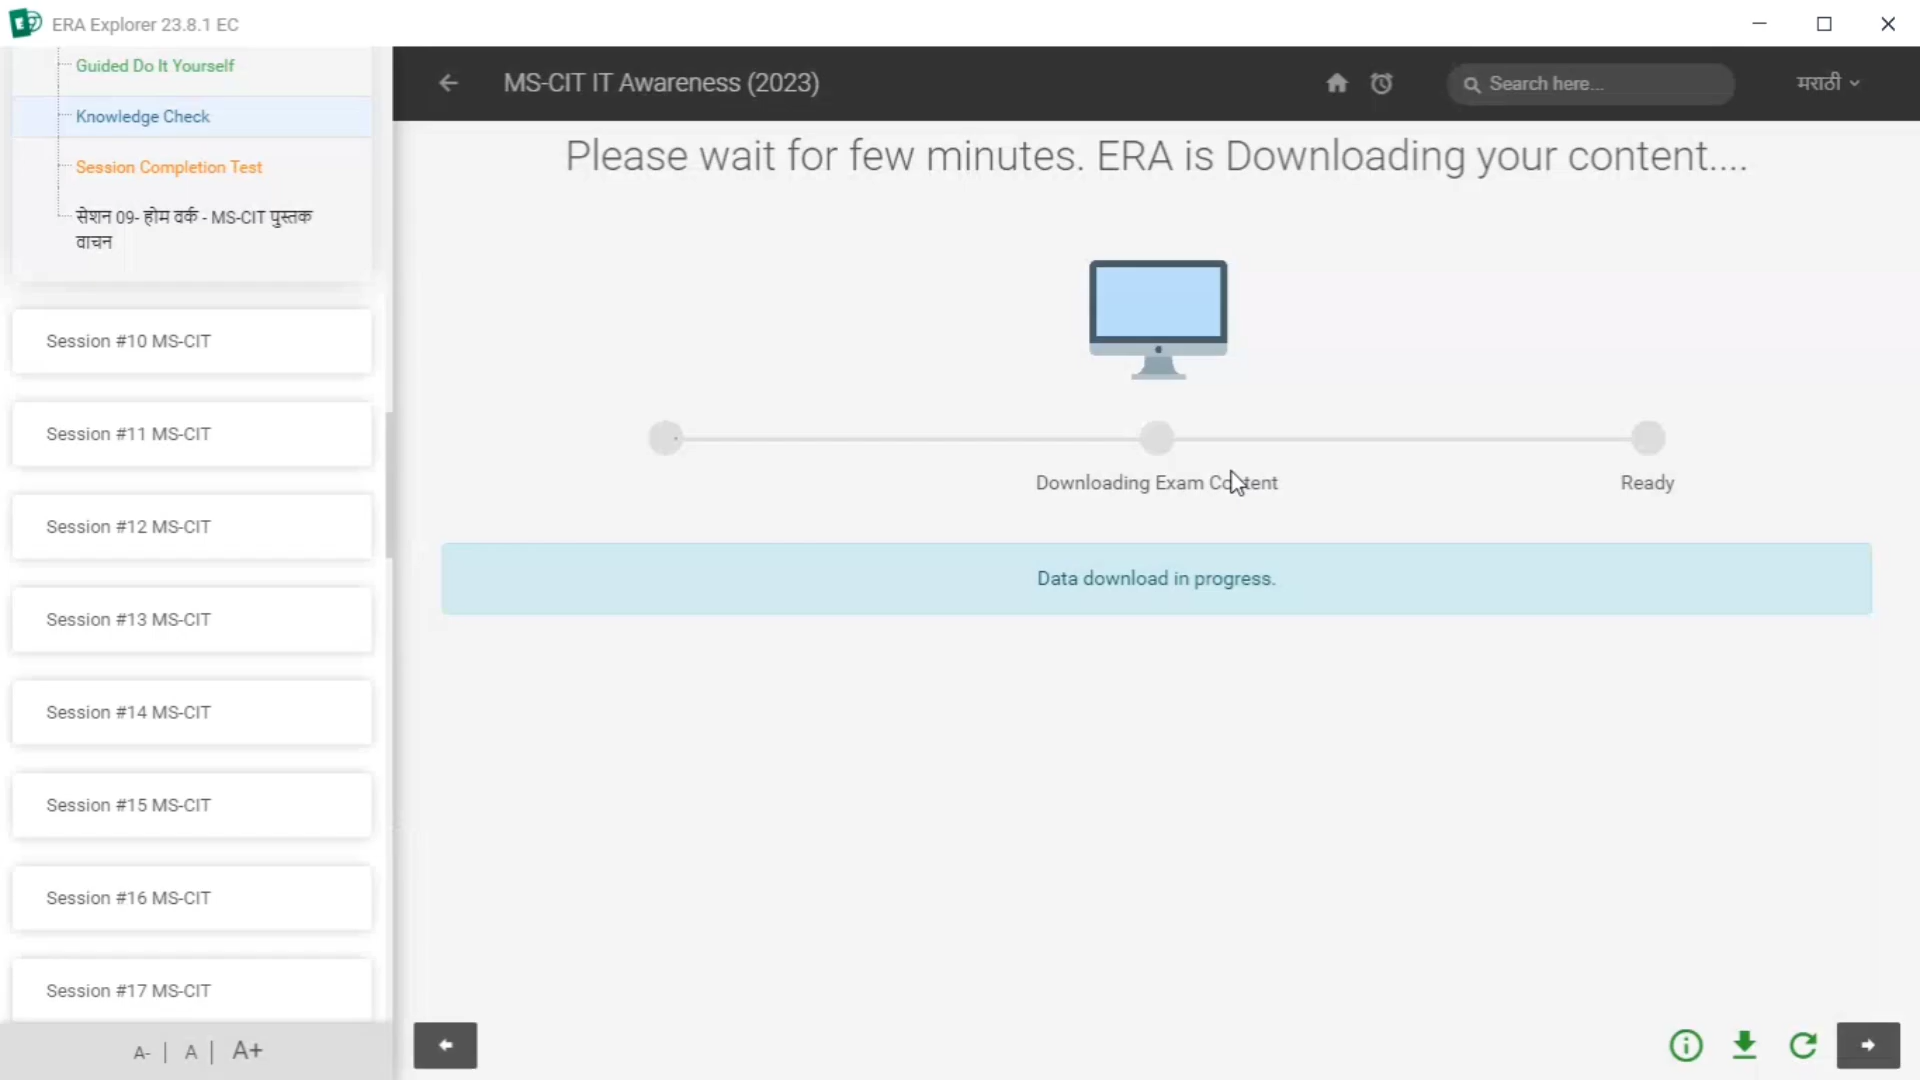 ERA Explorer 23.8.1 EC
Guided Do It Yourself
Knowledge Check
Session Completion Test
सेशन 09- होम वर्क - MS-CIT पुस्तक
वाचन
Session #10 MS-CIT
Session #11 MS-CIT
Session #12 MS-CIT
Session #13 MS-CIT
Session #14 MS-CIT
Session #15 MS-CIT
Session #16 MS-CIT
Session #17 MS-CIT
A- | A | A+
MS-CIT IT Awareness (2023)
Search here...
मराठी
Please wait for few minutes. ERA is Downloading your content....
Downloading Exam Content
Ready
Data download in progress.